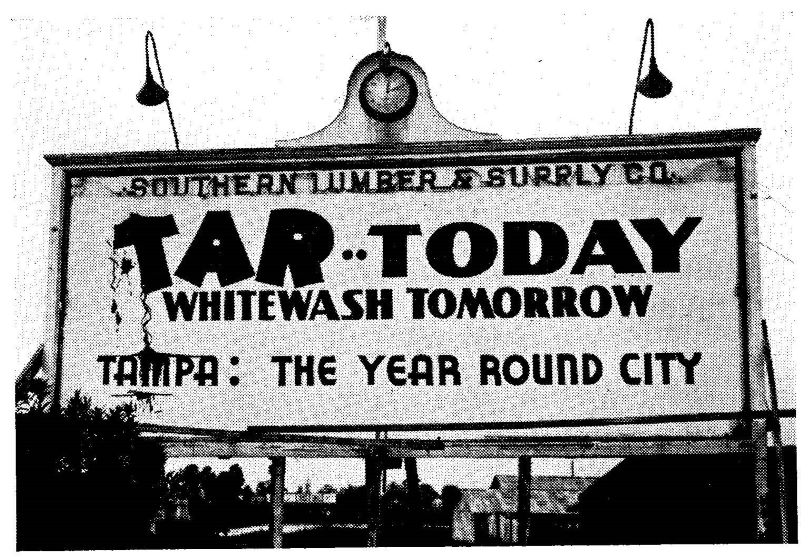 SOUTHERN LUMBER & SUPPLY CO.
TAR..TODAY
WHITEWASH TOMORROW
TAMPA: THE YEAR ROUND CITY